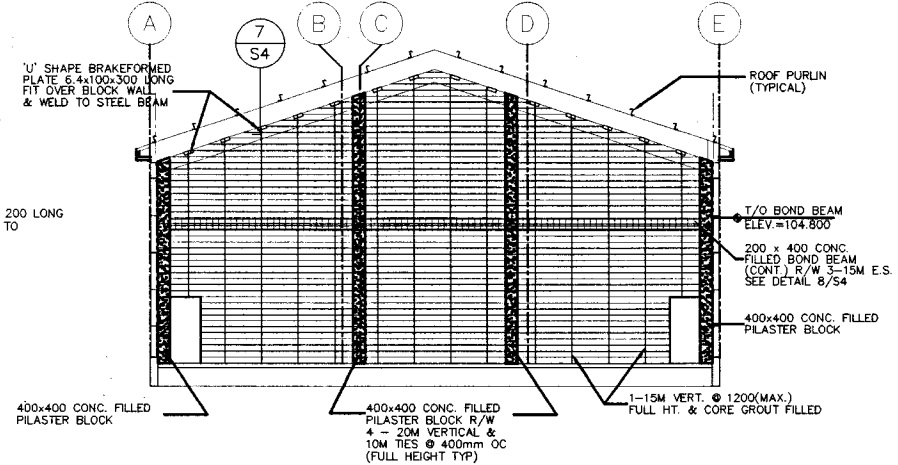 A
7
S4
B
C
D
E
'U' SHAPE BRAKEFORMED
PLATE 6.4x100x300 LONG
FIT OVER BLOCK WALL
& WELD TO STEEL BEAM
ROOF PURLIN
(TYPICAL)
200 LONG
TO
T/O BOND BEAM
ELEV.=104.800
200 x 400 CONC.
FILLED BOND BEAM
(CONT.) R/W 3-15M E.S.
SEE DETAIL 8/S4
400x400 CONC. FILLED
PILASTER BLOCK
400x400 CONC. FILLED
PILASTER BLOCK
400x400 CONC. FILLED
PILASTER BLOCK R/W
4 - 20M VERTICAL &
10M TIES @ 400mm OC
(FULL HEIGHT TYP)
1-15M VERT. @ 1200(MAX.)
FULL HT. & CORE GROUT FILLED